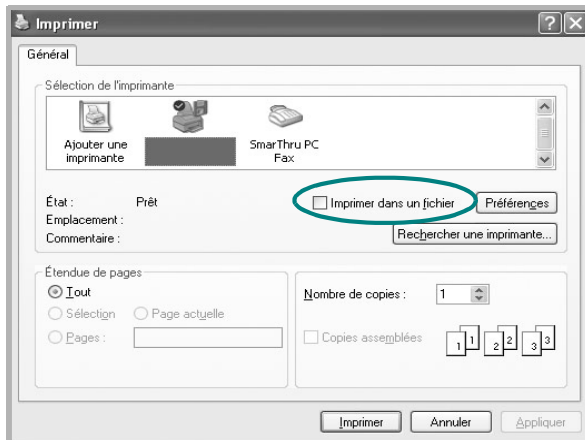 Imprimer
Général
Sélection de l'imprimante
Ajouter une
imprimante
SmarThru PC
Fax
État : Prêt
Imprimer dans un fichier
Préférences
Emplacement :
Commentaire :
Rechercher une imprimante...
Étendue de pages
Tout
Sélection Page actuelle
Pages :
Nombre de copies : 1
Copies assemblées
1 1 2 2 3 3
Imprimer Annuler Appliquer